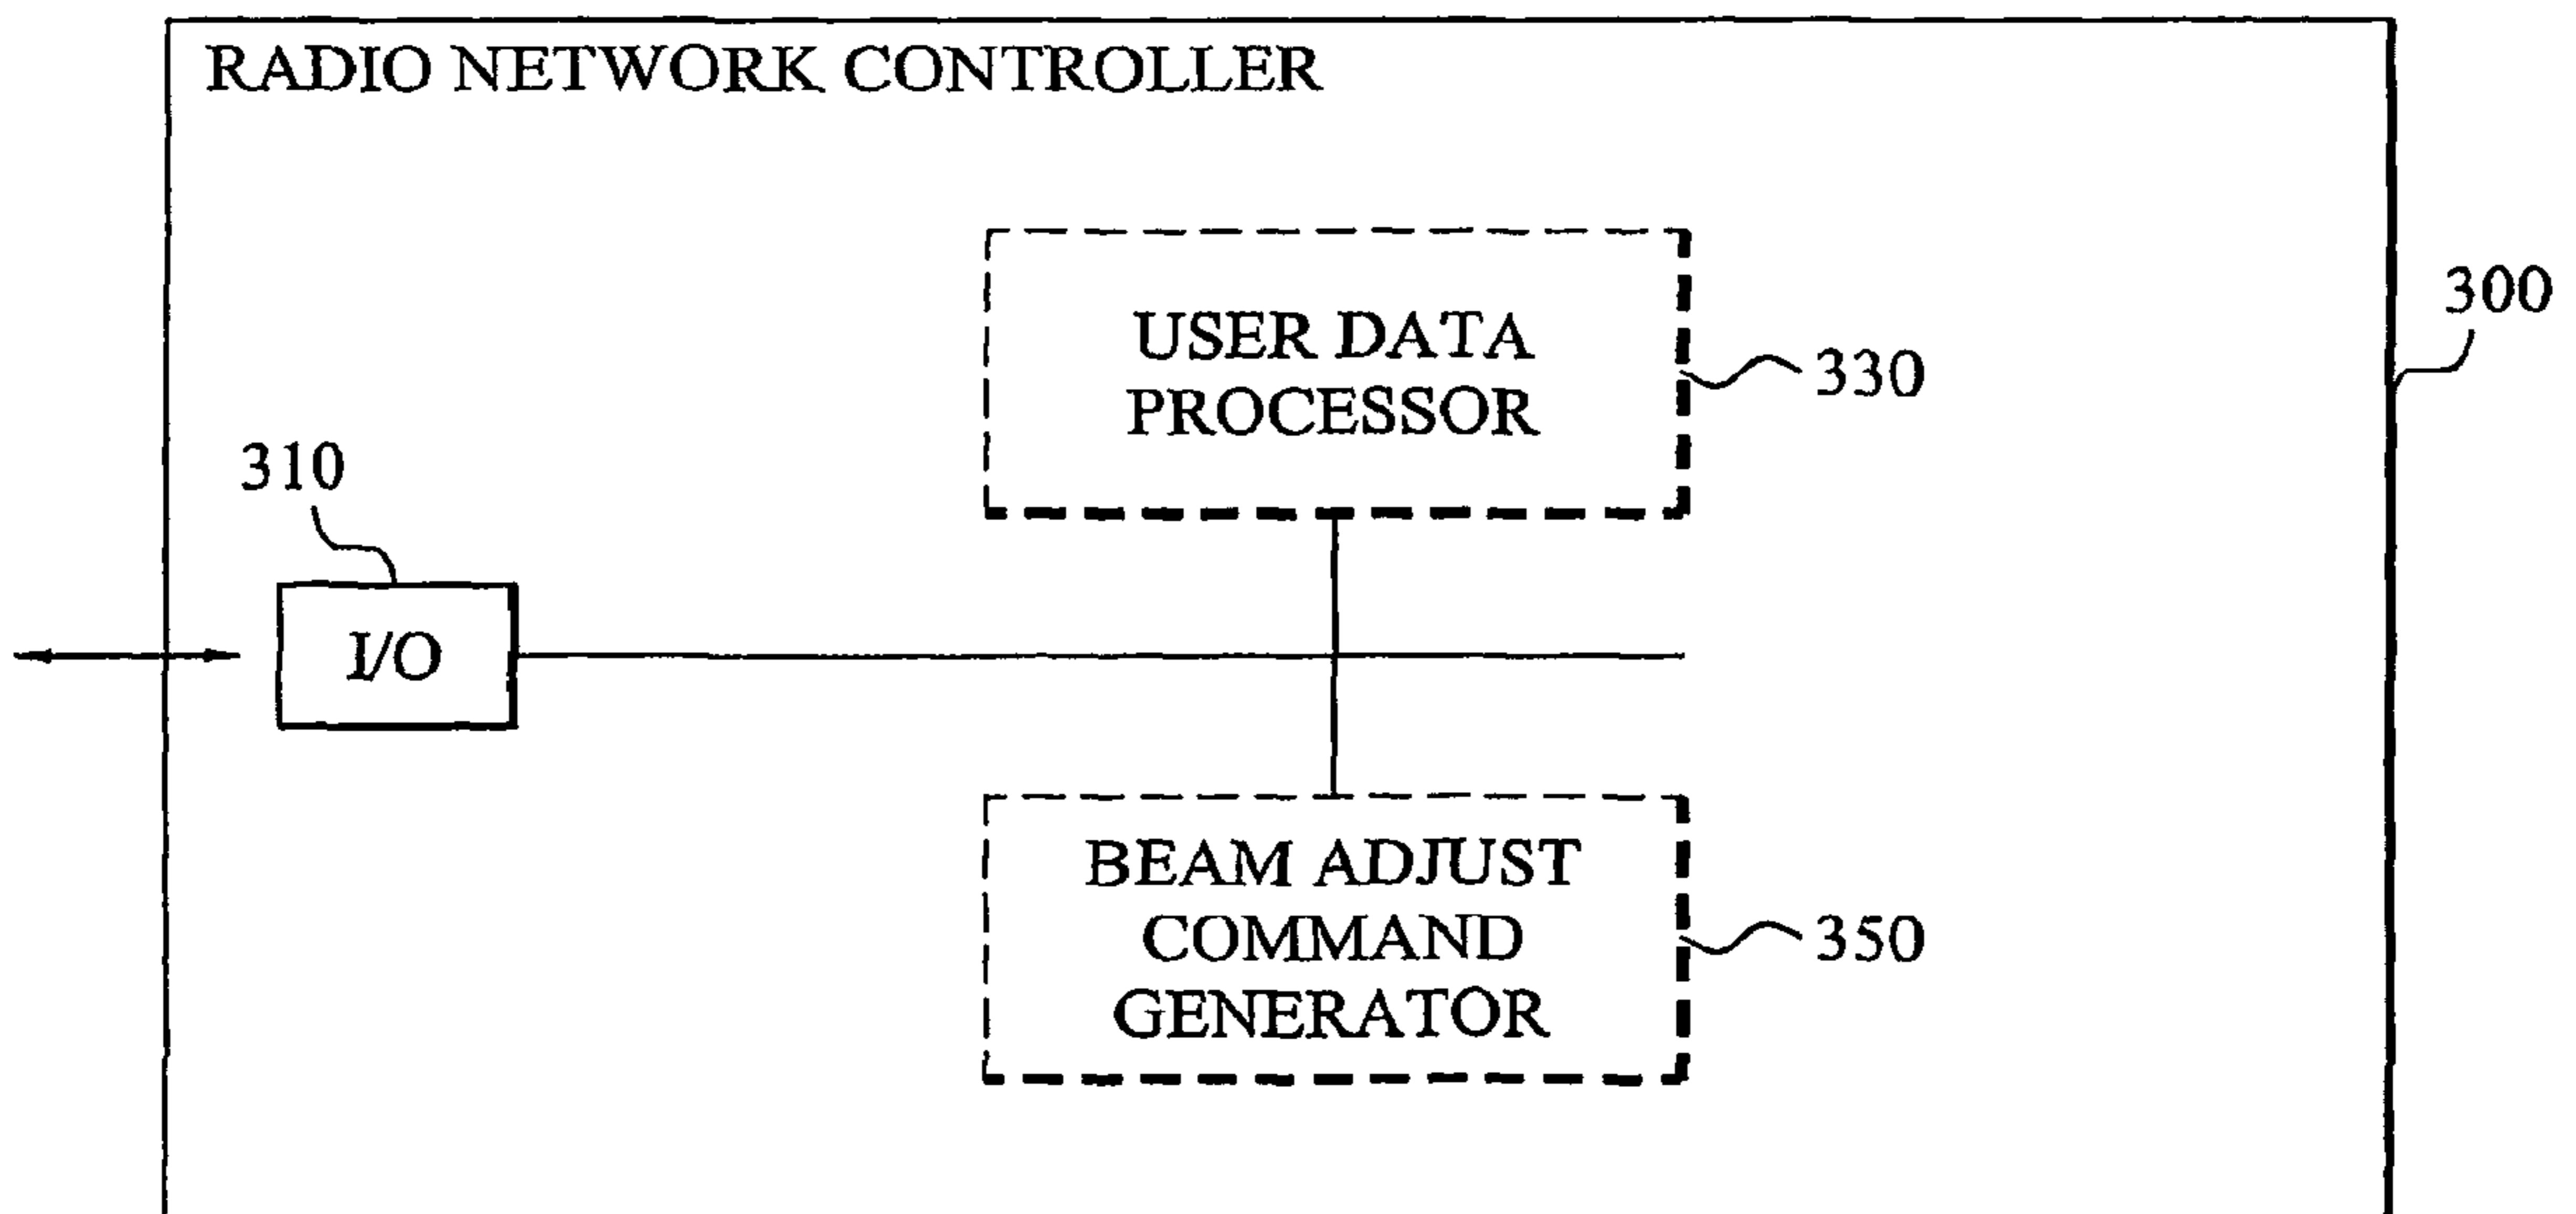 RADIO NETWORK CONTROLLER
300
USER DATA
PROCESSOR
330
310
I/O
BEAM ADJUST
COMMAND
GENERATOR
350